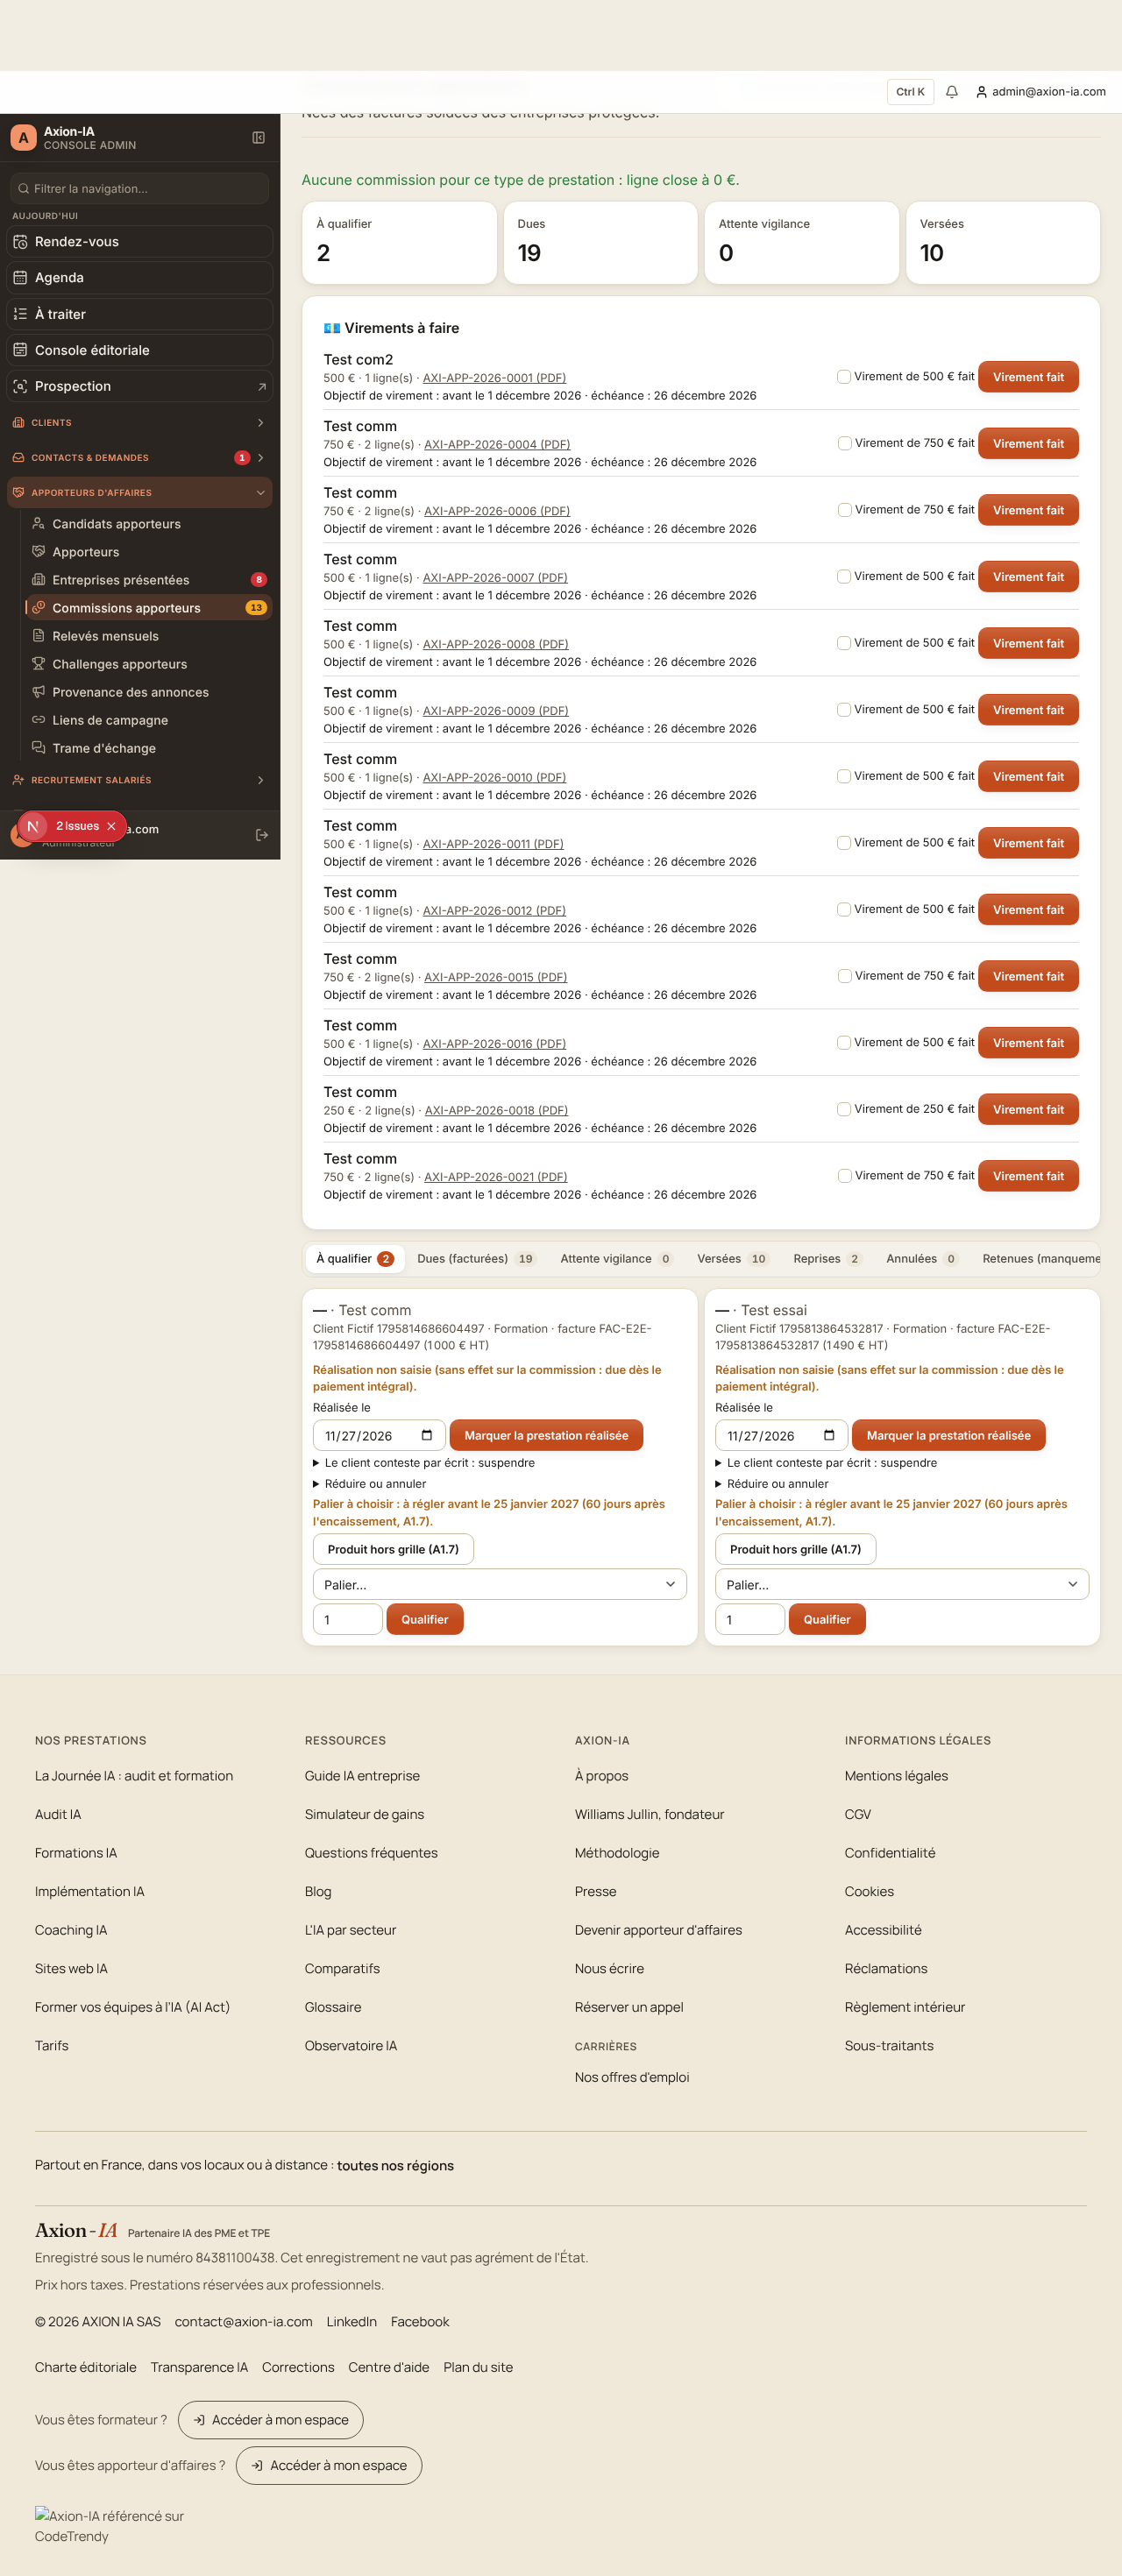 Ctrl K
admin@axion-ia.com
A
Axion-IA
CONSOLE ADMIN
Filtrer la navigation...
AUJOURD'HUI
Rendez-vous
Agenda
À traiter
Console éditoriale
Prospection
CLIENTS
CONTACTS & DEMANDES 1
APPORTEURS D'AFFAIRES
Candidats apporteurs
Apporteurs
Entreprises présentées 8
Commissions apporteurs 13
Relevés mensuels
Challenges apporteurs
Provenance des annonces
Liens de campagne
Trame d'échange
RECRUTEMENT SALARIÉS
N 2 Issues
Administrateur
Nées des factures soldées des entreprises protégées.
Aucune commission pour ce type de prestation : ligne close à 0 €.
À qualifier
2
Dues
19
Attente vigilance
0
Versées
10
Virements à faire
Test com2
500 € · 1 ligne(s) · AXI-APP-2026-0001 (PDF)
Objectif de virement : avant le 1 décembre 2026 · échéance : 26 décembre 2026
Virement de 500 € fait
Virement fait
Test comm
750 € · 2 ligne(s) · AXI-APP-2026-0004 (PDF)
Objectif de virement : avant le 1 décembre 2026 · échéance : 26 décembre 2026
Virement de 750 € fait
Virement fait
Test comm
750 € · 2 ligne(s) · AXI-APP-2026-0006 (PDF)
Objectif de virement : avant le 1 décembre 2026 · échéance : 26 décembre 2026
Virement de 750 € fait
Virement fait
Test comm
500 € · 1 ligne(s) · AXI-APP-2026-0007 (PDF)
Objectif de virement : avant le 1 décembre 2026 · échéance : 26 décembre 2026
Virement de 500 € fait
Virement fait
Test comm
500 € · 1 ligne(s) · AXI-APP-2026-0008 (PDF)
Objectif de virement : avant le 1 décembre 2026 · échéance : 26 décembre 2026
Virement de 500 € fait
Virement fait
Test comm
500 € · 1 ligne(s) · AXI-APP-2026-0009 (PDF)
Objectif de virement : avant le 1 décembre 2026 · échéance : 26 décembre 2026
Virement de 500 € fait
Virement fait
Test comm
500 € · 1 ligne(s) · AXI-APP-2026-0010 (PDF)
Objectif de virement : avant le 1 décembre 2026 · échéance : 26 décembre 2026
Virement de 500 € fait
Virement fait
Test comm
500 € · 1 ligne(s) · AXI-APP-2026-0011 (PDF)
Objectif de virement : avant le 1 décembre 2026 · échéance : 26 décembre 2026
Virement de 500 € fait
Virement fait
Test comm
500 € · 1 ligne(s) · AXI-APP-2026-0012 (PDF)
Objectif de virement : avant le 1 décembre 2026 · échéance : 26 décembre 2026
Virement de 500 € fait
Virement fait
Test comm
750 € · 2 ligne(s) · AXI-APP-2026-0015 (PDF)
Objectif de virement : avant le 1 décembre 2026 · échéance : 26 décembre 2026
Virement de 750 € fait
Virement fait
Test comm
500 € · 1 ligne(s) · AXI-APP-2026-0016 (PDF)
Objectif de virement : avant le 1 décembre 2026 · échéance : 26 décembre 2026
Virement de 500 € fait
Virement fait
Test comm
250 € · 2 ligne(s) · AXI-APP-2026-0018 (PDF)
Objectif de virement : avant le 1 décembre 2026 · échéance : 26 décembre 2026
Virement de 250 € fait
Virement fait
Test comm
750 € · 2 ligne(s) · AXI-APP-2026-0021 (PDF)
Objectif de virement : avant le 1 décembre 2026 · échéance : 26 décembre 2026
Virement de 750 € fait
Virement fait
À qualifier 2 Dues (facturées) 19 Attente vigilance 0 Versées 10 Reprises 2 Annulées 0 Retenues (manqueme
— · Test comm
Client Fictif 1795814686604497 · Formation · facture FAC-E2E-
1795814686604497 (1 000 € HT)
Réalisation non saisie (sans effet sur la commission : due dès le
paiement intégral).
Réalisée le
11/27/2026
Marquer la prestation réalisée
Le client conteste par écrit : suspendre
Réduire ou annuler
Palier à choisir : à régler avant le 25 janvier 2027 (60 jours après
l'encaissement, A1.7).
Produit hors grille (A1.7)
Palier...
1
Qualifier
— · Test essai
Client Fictif 1795813864532817 · Formation · facture FAC-E2E-
1795813864532817 (1 490 € HT)
Réalisation non saisie (sans effet sur la commission : due dès le
paiement intégral).
Réalisée le
11/27/2026
Marquer la prestation réalisée
Le client conteste par écrit : suspendre
Réduire ou annuler
Palier à choisir : à régler avant le 25 janvier 2027 (60 jours après
l'encaissement, A1.7).
Produit hors grille (A1.7)
Palier...
1
Qualifier
NOS PRESTATIONS
La Journée IA : audit et formation
Audit IA
Formations IA
Implémentation IA
Coaching IA
Sites web IA
Former vos équipes à l'IA (AI Act)
Tarifs
RESSOURCES
Guide IA entreprise
Simulateur de gains
Questions fréquentes
Blog
L'IA par secteur
Comparatifs
Glossaire
Observatoire IA
AXION-IA
À propos
Williams Jullin, fondateur
Méthodologie
Presse
Devenir apporteur d'affaires
Nous écrire
Réserver un appel
CARRIÈRES
Nos offres d'emploi
INFORMATIONS LÉGALES
Mentions légales
CGV
Confidentialité
Cookies
Accessibilité
Réclamations
Règlement intérieur
Sous-traitants
Partout en France, dans vos locaux ou à distance : toutes nos régions
Axion-IA Partenaire IA des PME et TPE
Enregistré sous le numéro 84381100438. Cet enregistrement ne vaut pas agrément de l'État.
Prix hors taxes. Prestations réservées aux professionnels.
© 2026 AXION IA SAS contact@axion-ia.com LinkedIn Facebook
Charte éditoriale Transparence IA Corrections Centre d'aide Plan du site
Vous êtes formateur ? Accéder à mon espace
Vous êtes apporteur d'affaires ? Accéder à mon espace
Axion-IA référencé sur
CodeTrendy